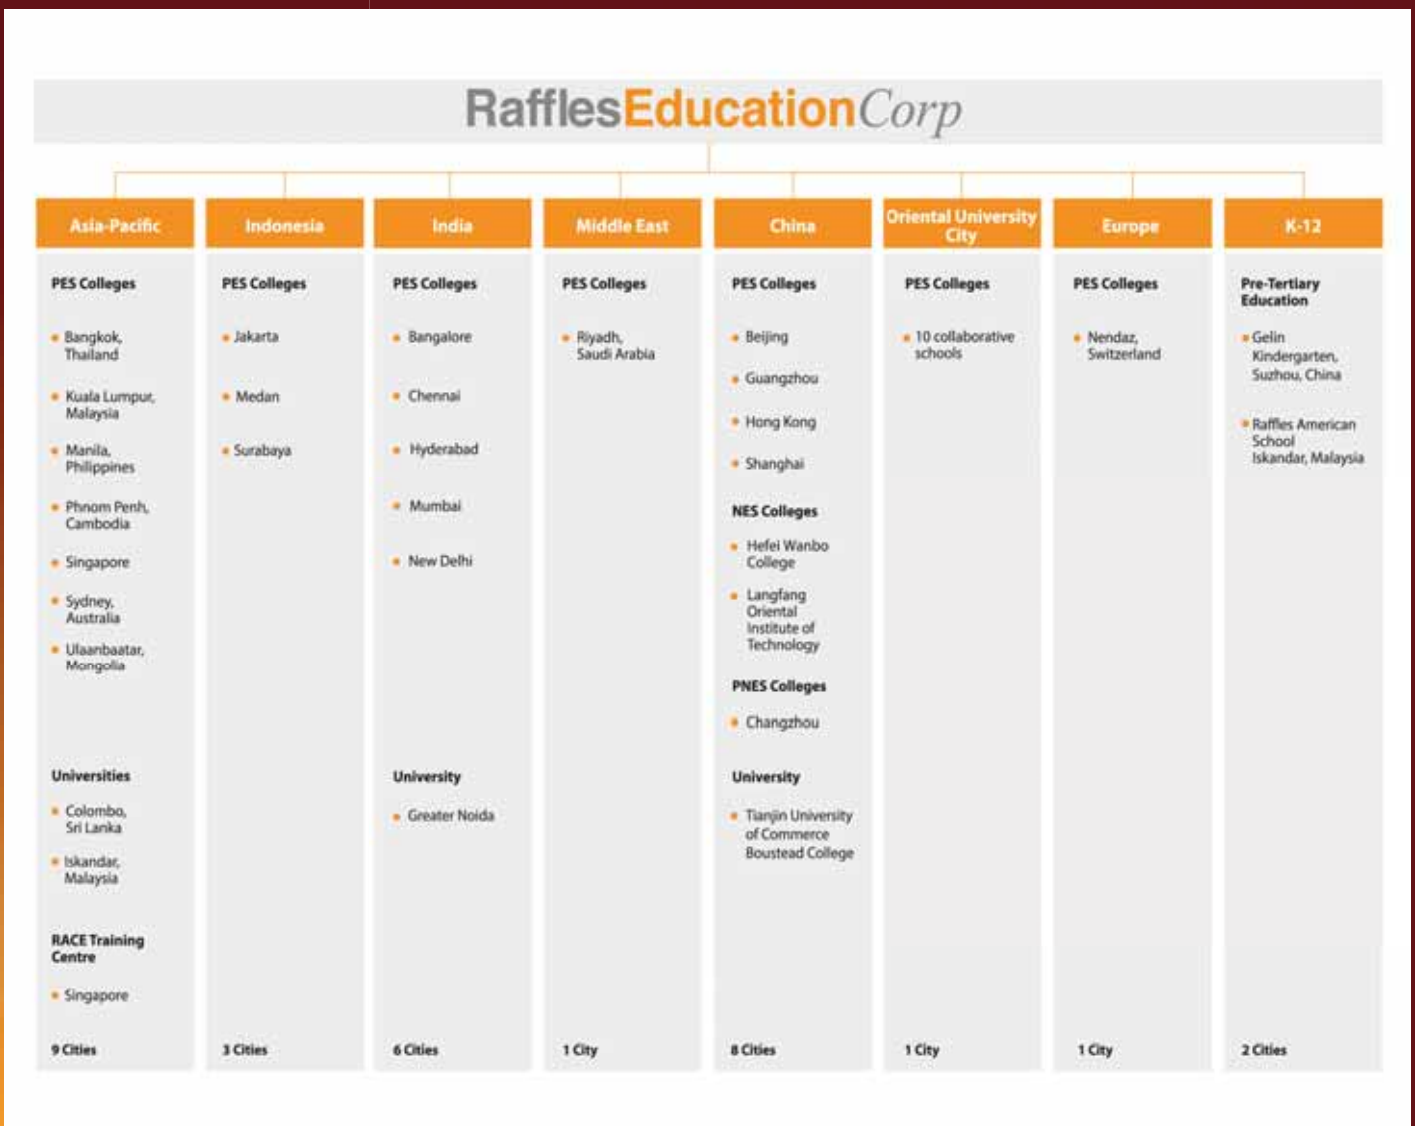 RafflesEducationCorp
Asia-Pacific
PES Colleges
Bangkok,
Thailand
Kuala Lumpur,
Malaysia
Manila,
Philippines
Phnom Penh,
Cambodia
Singapore
Sydney,
Australia
Ulaanbaatar,
Mongolia
Universities
Colombo,
Sri Lanka
Iskandar,
Malaysia
RACE Training
Centre
Singapore
9 Cities
Indonesia
PES Colleges
Jakarta
Medan
Surabaya
3 Cities
India
PES Colleges
Bangalore
Chennai
Hyderabad
Mumbai
New Delhi
University
Greater Noida
6 Cities
Middle East
PES Colleges
Riyadh,
Saudi Arabia
1 City
China
PES Colleges
Beijing
Guangzhou
Hong Kong
Shanghai
NES Colleges
Hefei Wanbo
College
Langfang
Oriental
Institute of
Technology
PNES Colleges
Changzhou
University
Tianjin University
of Commerce
Boustead College
8 Cities
Oriental University
City
PES Colleges
10 collaborative
schools
1 City
Europe
PES Colleges
Nendaz,
Switzerland
1 City
K-12
Pre-Tertiary
Education
Gelin
Kindergarten,
Suzhou, China
Raffles American
School
Iskandar, Malaysia
2 Cities